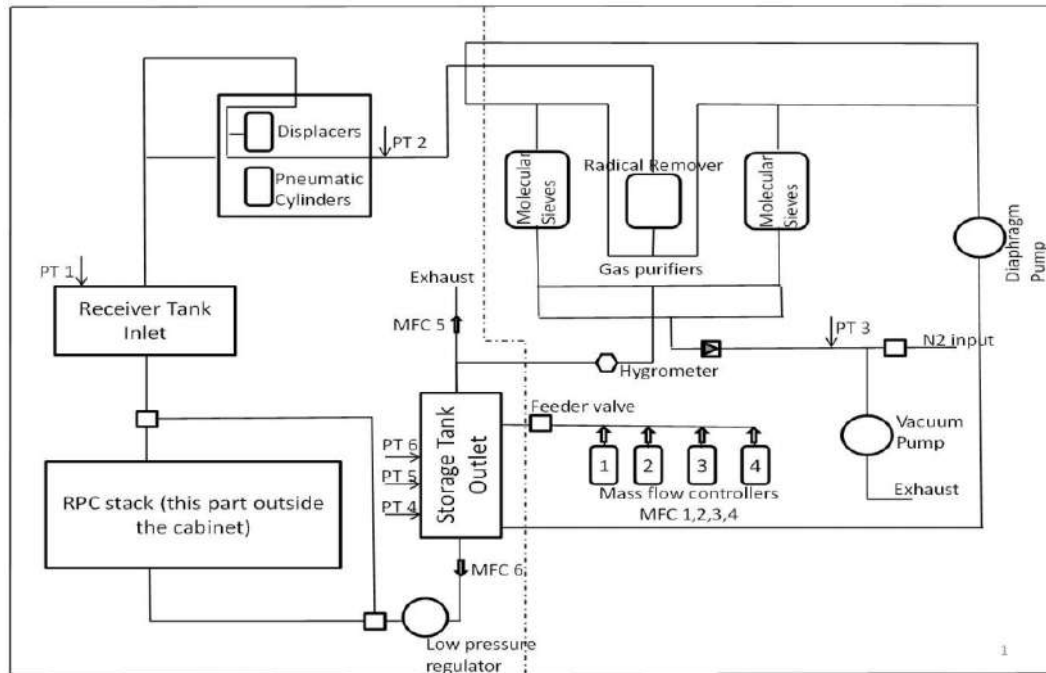 Displacers
Pneumatic
Cylinders
PT 2
Molecular
Sieves
Radical Remover
Molecular
Sieves
Gas purifiers
Diaphragm
Pump
PT 1
Receiver Tank
Inlet
Exhaust
MFC 5
Hygrometer
PT 3
N2 input
Feeder valve
Vacuum
Pump
Exhaust
Storage Tank
Outlet
PT 6
PT 5
PT 4
1
2
3
4
Mass flow controllers
MFC 1,2,3,4
RPC stack (this part outside
the cabinet)
MFC 6
Low pressure
regulator
1